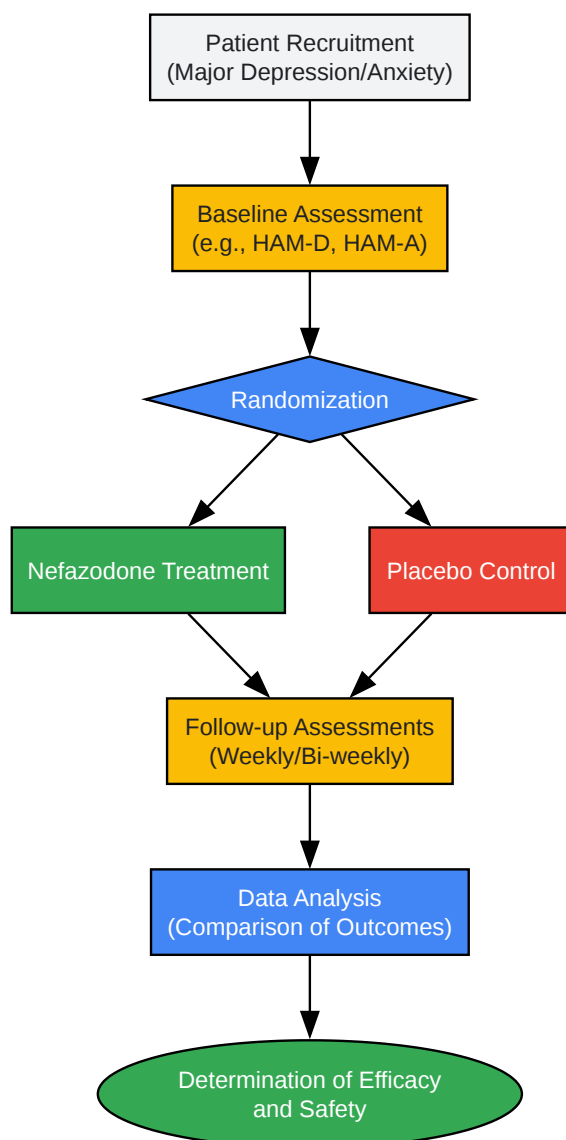 Patient Recruitment
(Major Depression/Anxiety)
Baseline Assessment
(e.g., HAM-D, HAM-A)
Randomization
Nefazodone Treatment
Placebo Control
Follow-up Assessments
(Weekly/Bi-weekly)
Data Analysis
(Comparison of Outcomes)
Determination of Efficacy
and Safety